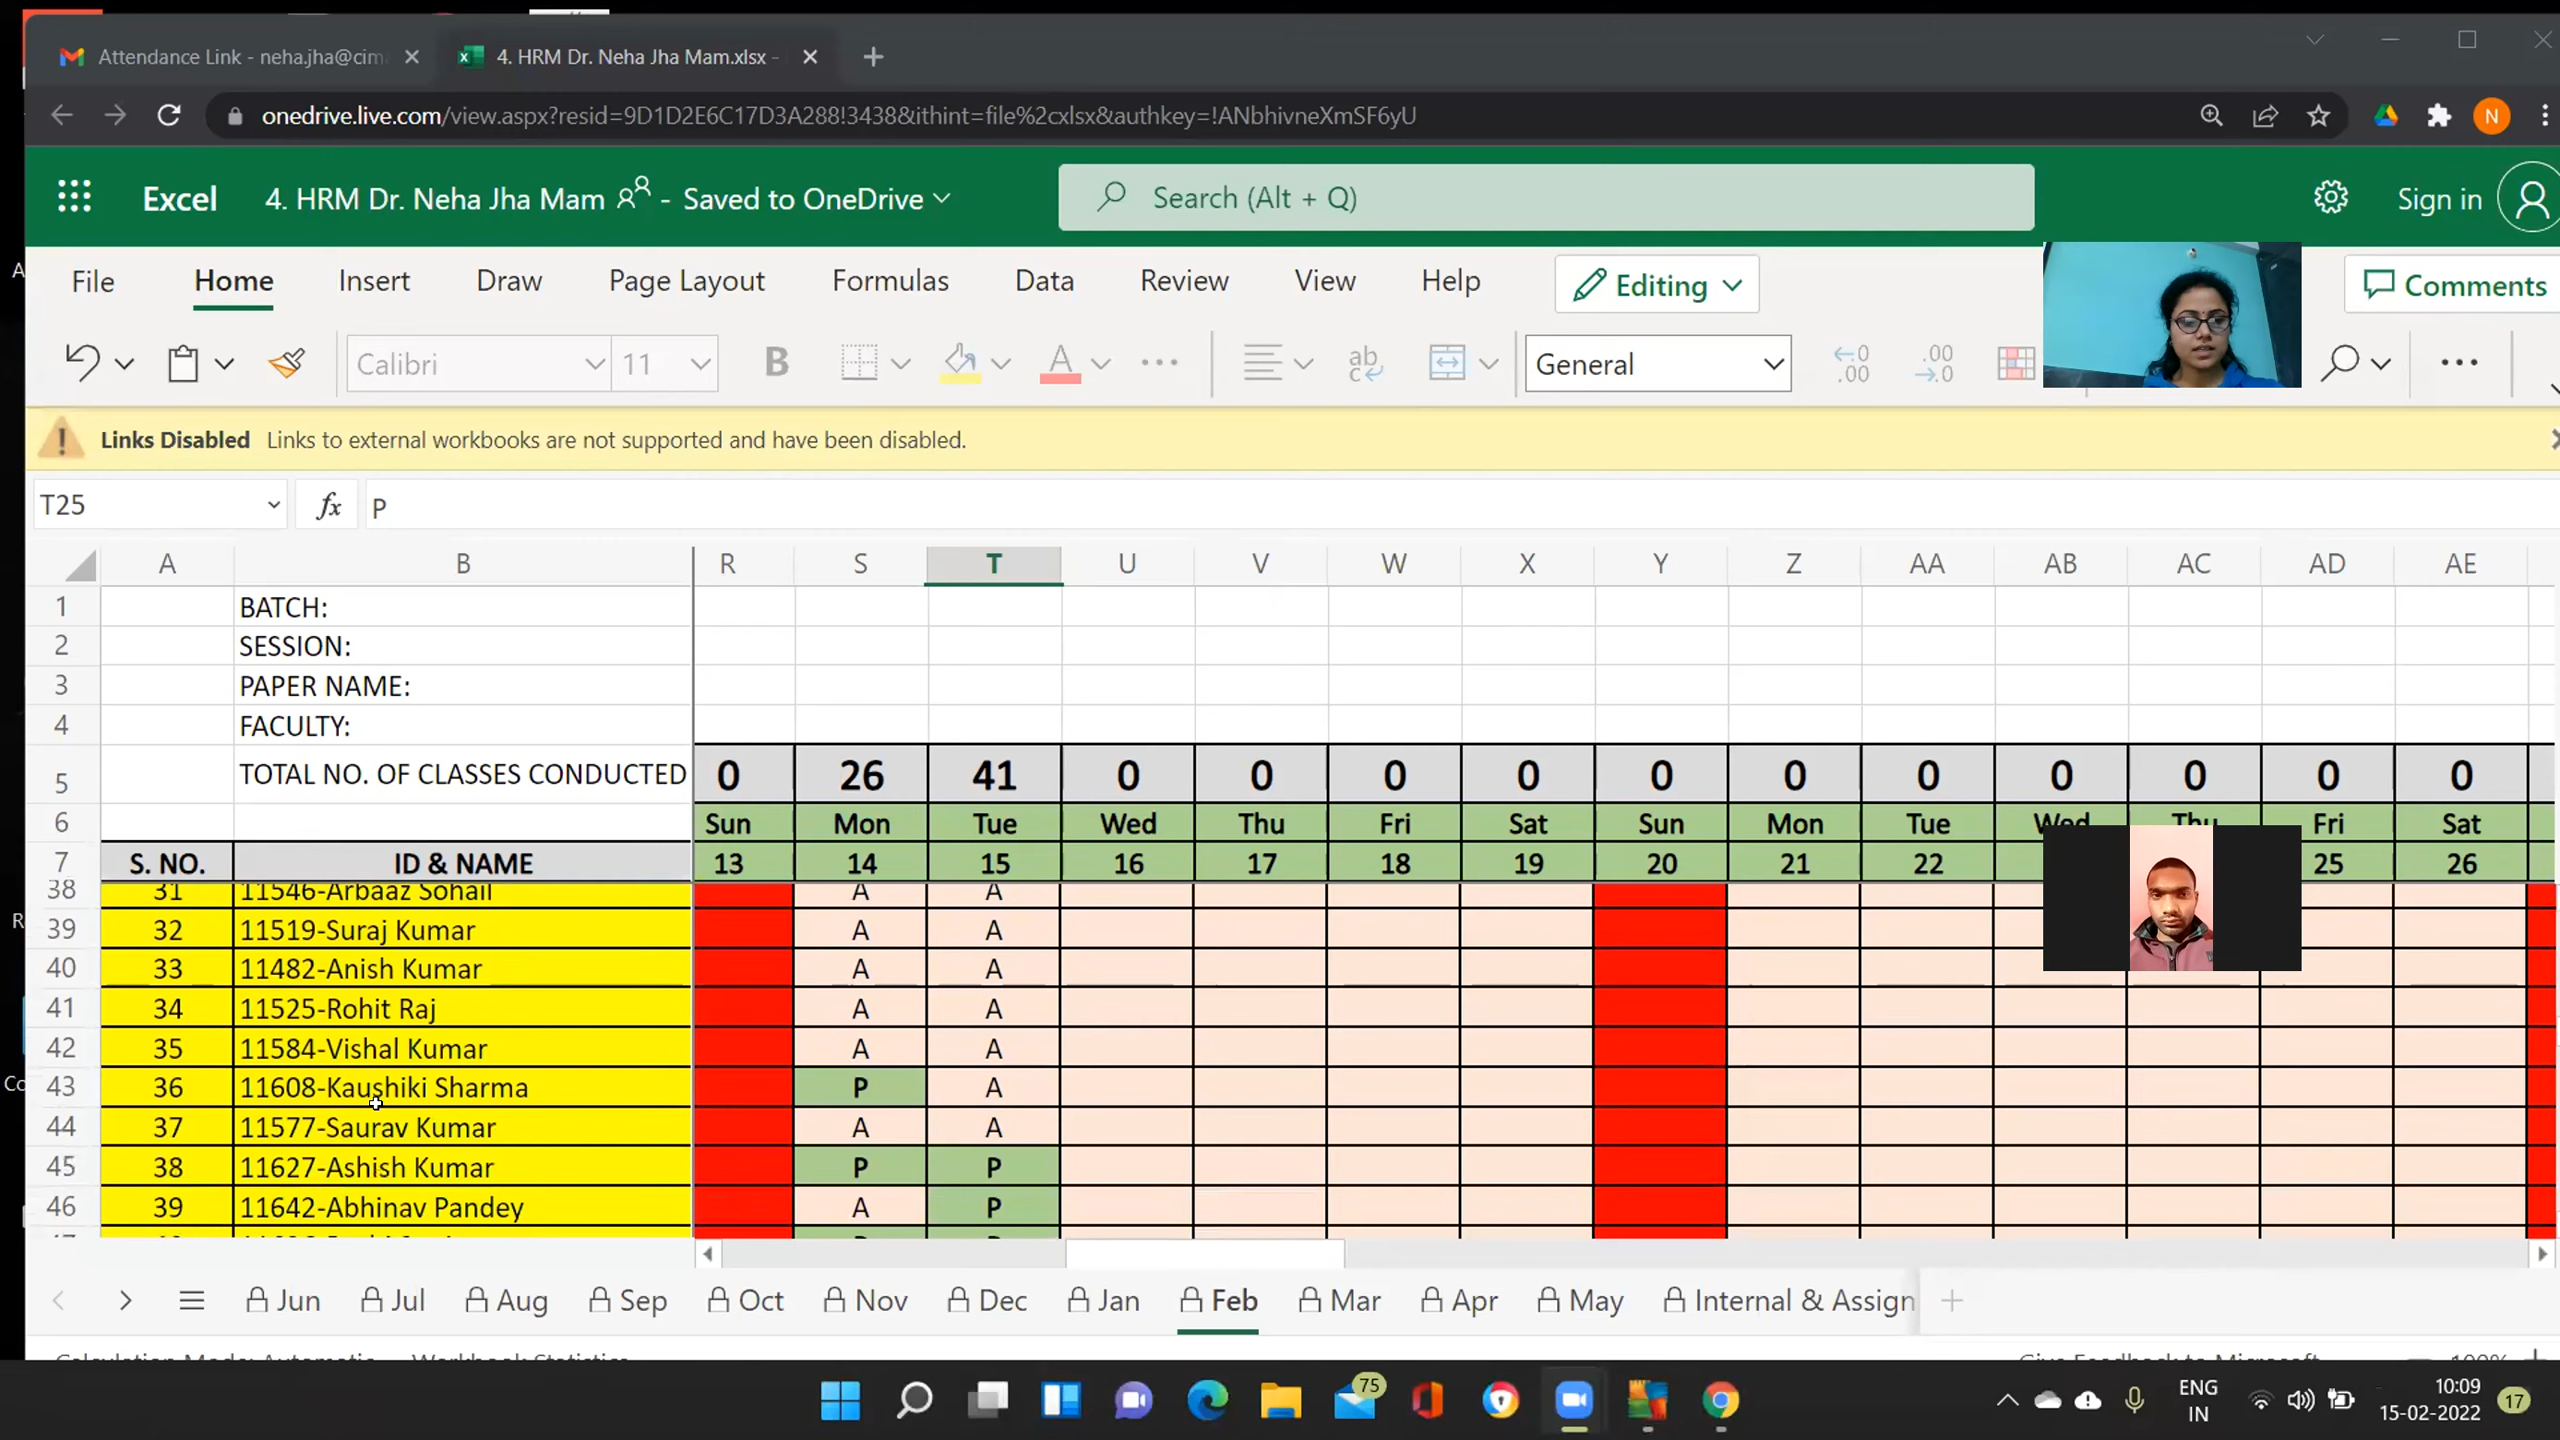 Attendance Link - neha.jha@cim
4. HRM Dr. Neha Jha Mam.xlsx -
onedrive.live.com/view.aspx?resid=9D1D2E6C17D3A288!3438&ithint=file%2cxlsx&authkey=!ANbhivneXmSF6yU
N
Excel 4. HRM Dr. Neha Jha Mam - Saved to OneDrive Search (Alt + Q) Sign in
File Home Insert Draw Page Layout Formulas Data Review View Help Editing Comments
Calibri 11 B A General
Links Disabled Links to external workbooks are not supported and have been disabled.
T25 fx P
A B R S T U V W X Y Z AA AB AC AD AE
1 BATCH:
2 SESSION:
3 PAPER NAME:
4 FACULTY:
5 TOTAL NO. OF CLASSES CONDUCTED 0 26 41 0 0 0 0 0 0 0 0 0 0 0
6 Sun Mon Tue Wed Thu Fri Sat Sun Mon Tue Wed Thu Fri Sat
7 S. NO. ID & NAME 13 14 15 16 17 18 19 20 21 22 25 26
38 31 11546-Arbaaz Sohail A A
39 32 11519-Suraj Kumar A A
40 33 11482-Anish Kumar A A
41 34 11525-Rohit Raj A A
42 35 11584-Vishal Kumar A A
43 36 11608-Kaushiki Sharma P A
44 37 11577-Saurav Kumar A A
45 38 11627-Ashish Kumar P P
46 39 11642-Abhinav Pandey A P
Jun Jul Aug Sep Oct Nov Dec Jan Feb Mar Apr May Internal & Assign
75
ENG
IN
10:09
15-02-2022
17